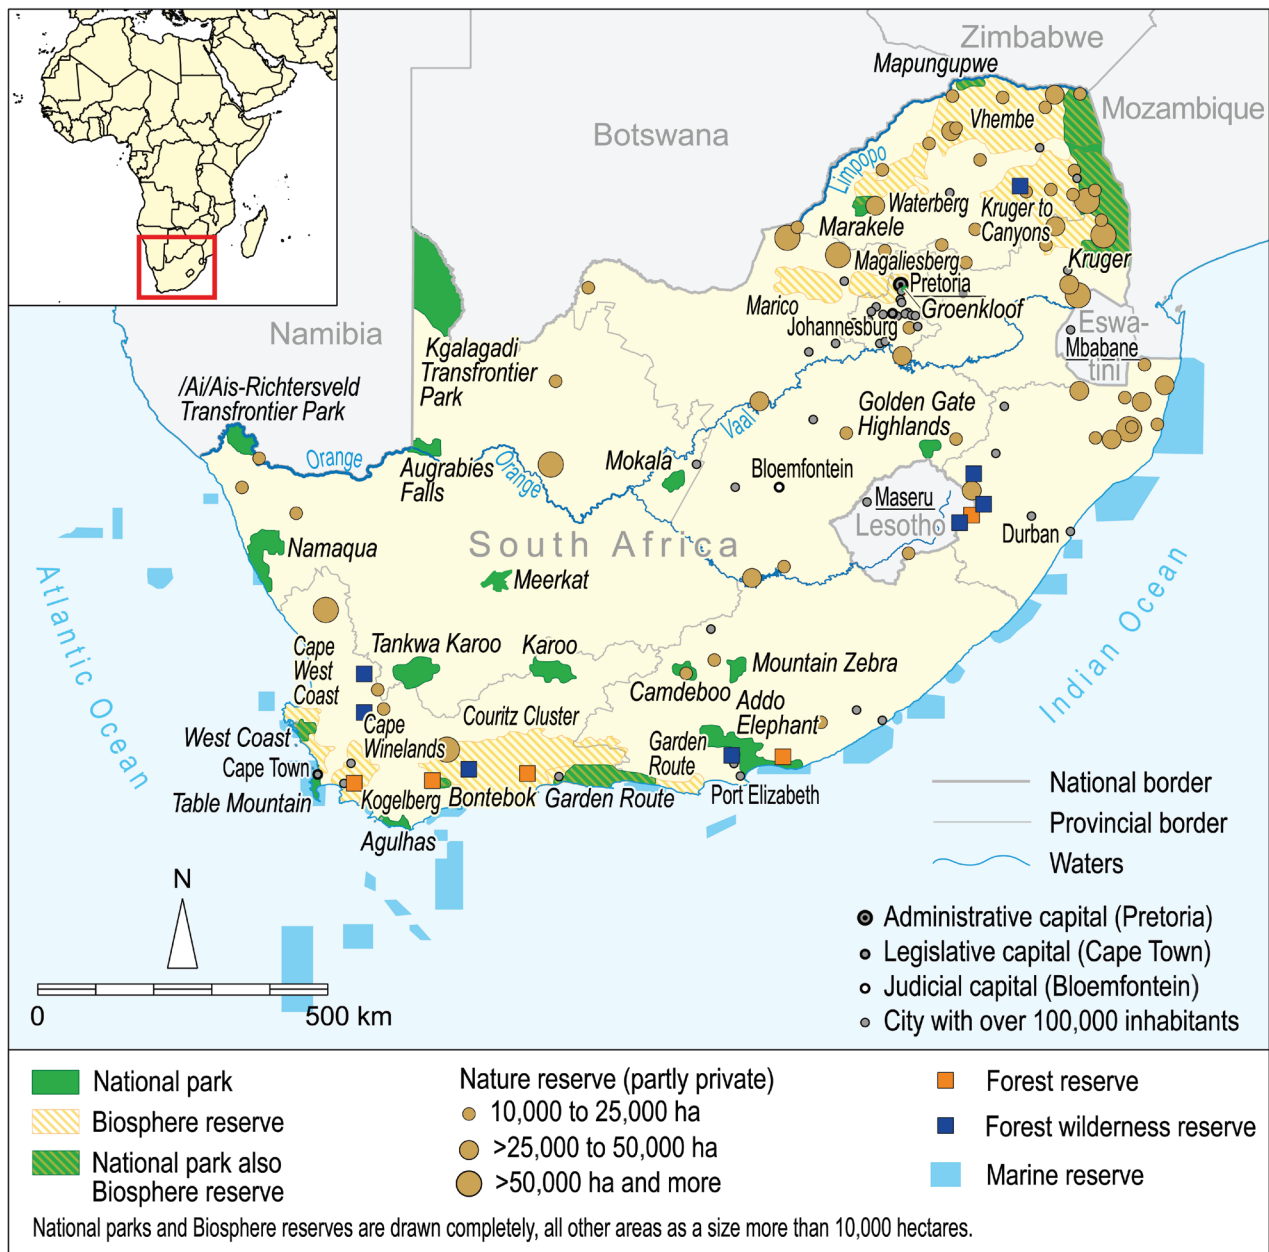 Zimbabwe
Mapungupwe
Mozambique
Botswana
Vhembe
Limpopo
Waterberg
Kruger to
Canyons
Marakele
Kruger
Magaliesberg
Pretoria
Marico
Groenkloof
Johannesburg
Namibia
Eswa-
Mbabane
tini
Kgalagadi
Transfrontier
Park
/Ai/Ais-Richtersveld
Transfrontier Park
Golden Gate
Highlands
Vaal
Orange
Augrabies
Falls
Orange
Mokala
Bloemfontein
Maseru
Lesotho
Durban
South Africa
Namaqua
Meerkat
Atlantic Ocean
Indian Ocean
Cape
West
Coast
Tankwa Karoo
Karoo
Mountain Zebra
Camdeboo
Addo
Elephant
Couritz Cluster
West Coast
Cape
Winelands
Garden
Route
Cape Town
Table Mountain
Kogelberg
Bontebok
Garden Route
Port Elizabeth
Agulhas
National border
Provincial border
Waters
N
Administrative capital (Pretoria)
Legislative capital (Cape Town)
Judicial capital (Bloemfontein)
City with over 100,000 inhabitants
0
500 km
National park
Biosphere reserve
National park also
Biosphere reserve
Nature reserve (partly private)
10,000 to 25,000 ha
>25,000 to 50,000 ha
>50,000 ha and more
Forest reserve
Forest wilderness reserve
Marine reserve
National parks and Biosphere reserves are drawn completely, all other areas as a size more than 10,000 hectares.